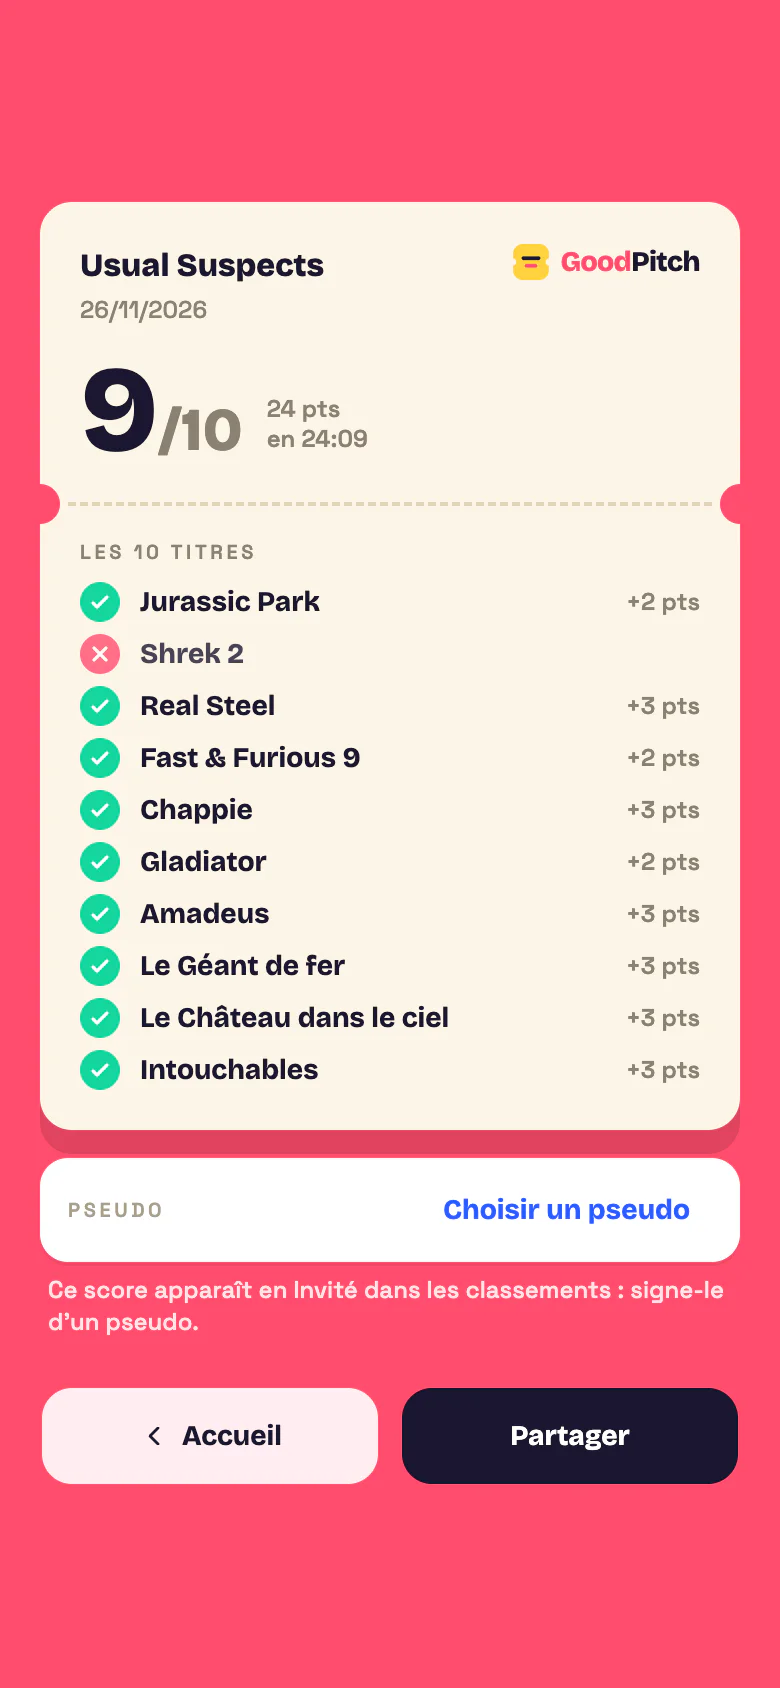 Usual Suspects
GoodPitch
26/11/2026
9/10
24 pts
en 24:09
LES 10 TITRES
Jurassic Park +2 pts
Shrek 2
Real Steel +3 pts
Fast & Furious 9 +2 pts
Chappie +3 pts
Gladiator +2 pts
Amadeus +3 pts
Le Géant de fer +3 pts
Le Château dans le ciel +3 pts
Intouchables +3 pts
PSEUDO Choisir un pseudo
Ce score apparaît en Invité dans les classements : signe-le
d’un pseudo.
Accueil
Partager